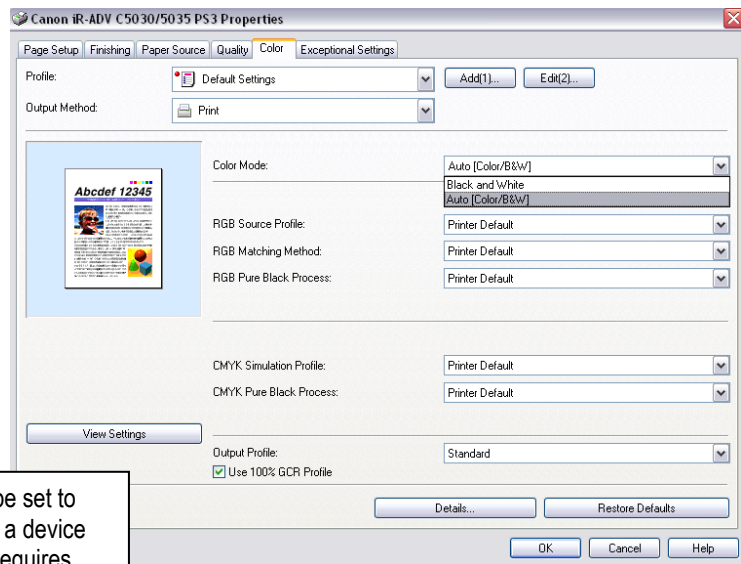 Canon iR-ADV C5030/5035 PS3 Properties
Page Setup Finishing Paper Source Quality Color Exceptional Settings
Profile: Default Settings Add(1)... Edit(2)...
Output Method: Print
Color Mode: Auto [Color/B&W]
Black and White
Auto [Color/B&W]
Abcdef 12345
RGB Source Profile: Printer Default
RGB Matching Method: Printer Default
RGB Pure Black Process: Printer Default
CMYK Simulation Profile: Printer Default
CMYK Pure Black Process: Printer Default
View Settings
Output Profile: Standard
Use 100% GCR Profile
be set to
a device
equires
Details... Restore Defaults
OK Cancel Help